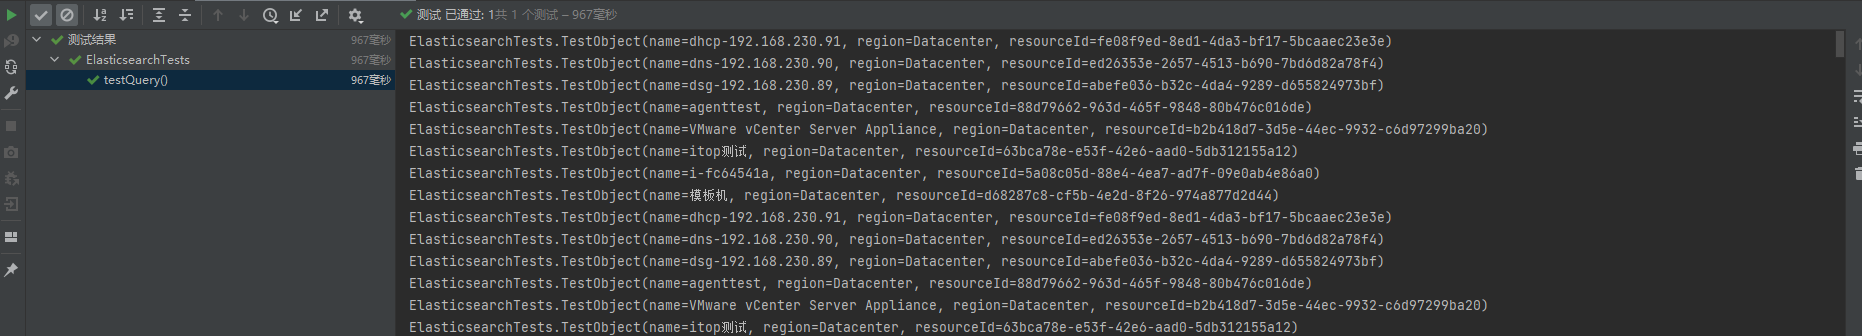 测试 已通过: 1共 1 个测试 – 967毫秒
测试结果 967毫秒
ElasticsearchTests 967毫秒
testQuery() 967毫秒
ElasticsearchTests.TestObject(name=dhcp-192.168.230.91, region=Datacenter, resourceId=fe08f9ed-8ed1-4da3-bf17-5bcaaec23e3e)
ElasticsearchTests.TestObject(name=dns-192.168.230.90, region=Datacenter, resourceId=ed26353e-2657-4513-b690-7bd6d82a78f4)
ElasticsearchTests.TestObject(name=dsg-192.168.230.89, region=Datacenter, resourceId=abefe036-b32c-4da4-9289-d655824973bf)
ElasticsearchTests.TestObject(name=agenttest, region=Datacenter, resourceId=88d79662-963d-465f-9848-80b476c016de)
ElasticsearchTests.TestObject(name=VMware vCenter Server Appliance, region=Datacenter, resourceId=b2b418d7-3d5e-44ec-9932-c6d97299ba20)
ElasticsearchTests.TestObject(name=itop测试, region=Datacenter, resourceId=63bca78e-e53f-42e6-aad0-5db312155a12)
ElasticsearchTests.TestObject(name=i-fc64541a, region=Datacenter, resourceId=5a08c05d-88e4-4ea7-ad7f-09e0ab4e86a0)
ElasticsearchTests.TestObject(name=模板机, region=Datacenter, resourceId=d68287c8-cf5b-4e2d-8f26-974a877d2d44)
ElasticsearchTests.TestObject(name=dhcp-192.168.230.91, region=Datacenter, resourceId=fe08f9ed-8ed1-4da3-bf17-5bcaaec23e3e)
ElasticsearchTests.TestObject(name=dns-192.168.230.90, region=Datacenter, resourceId=ed26353e-2657-4513-b690-7bd6d82a78f4)
ElasticsearchTests.TestObject(name=dsg-192.168.230.89, region=Datacenter, resourceId=abefe036-b32c-4da4-9289-d655824973bf)
ElasticsearchTests.TestObject(name=agenttest, region=Datacenter, resourceId=88d79662-963d-465f-9848-80b476c016de)
ElasticsearchTests.TestObject(name=VMware vCenter Server Appliance, region=Datacenter, resourceId=b2b418d7-3d5e-44ec-9932-c6d97299ba20)
ElasticsearchTests.TestObject(name=itop测试, region=Datacenter, resourceId=63bca78e-e53f-42e6-aad0-5db312155a12)